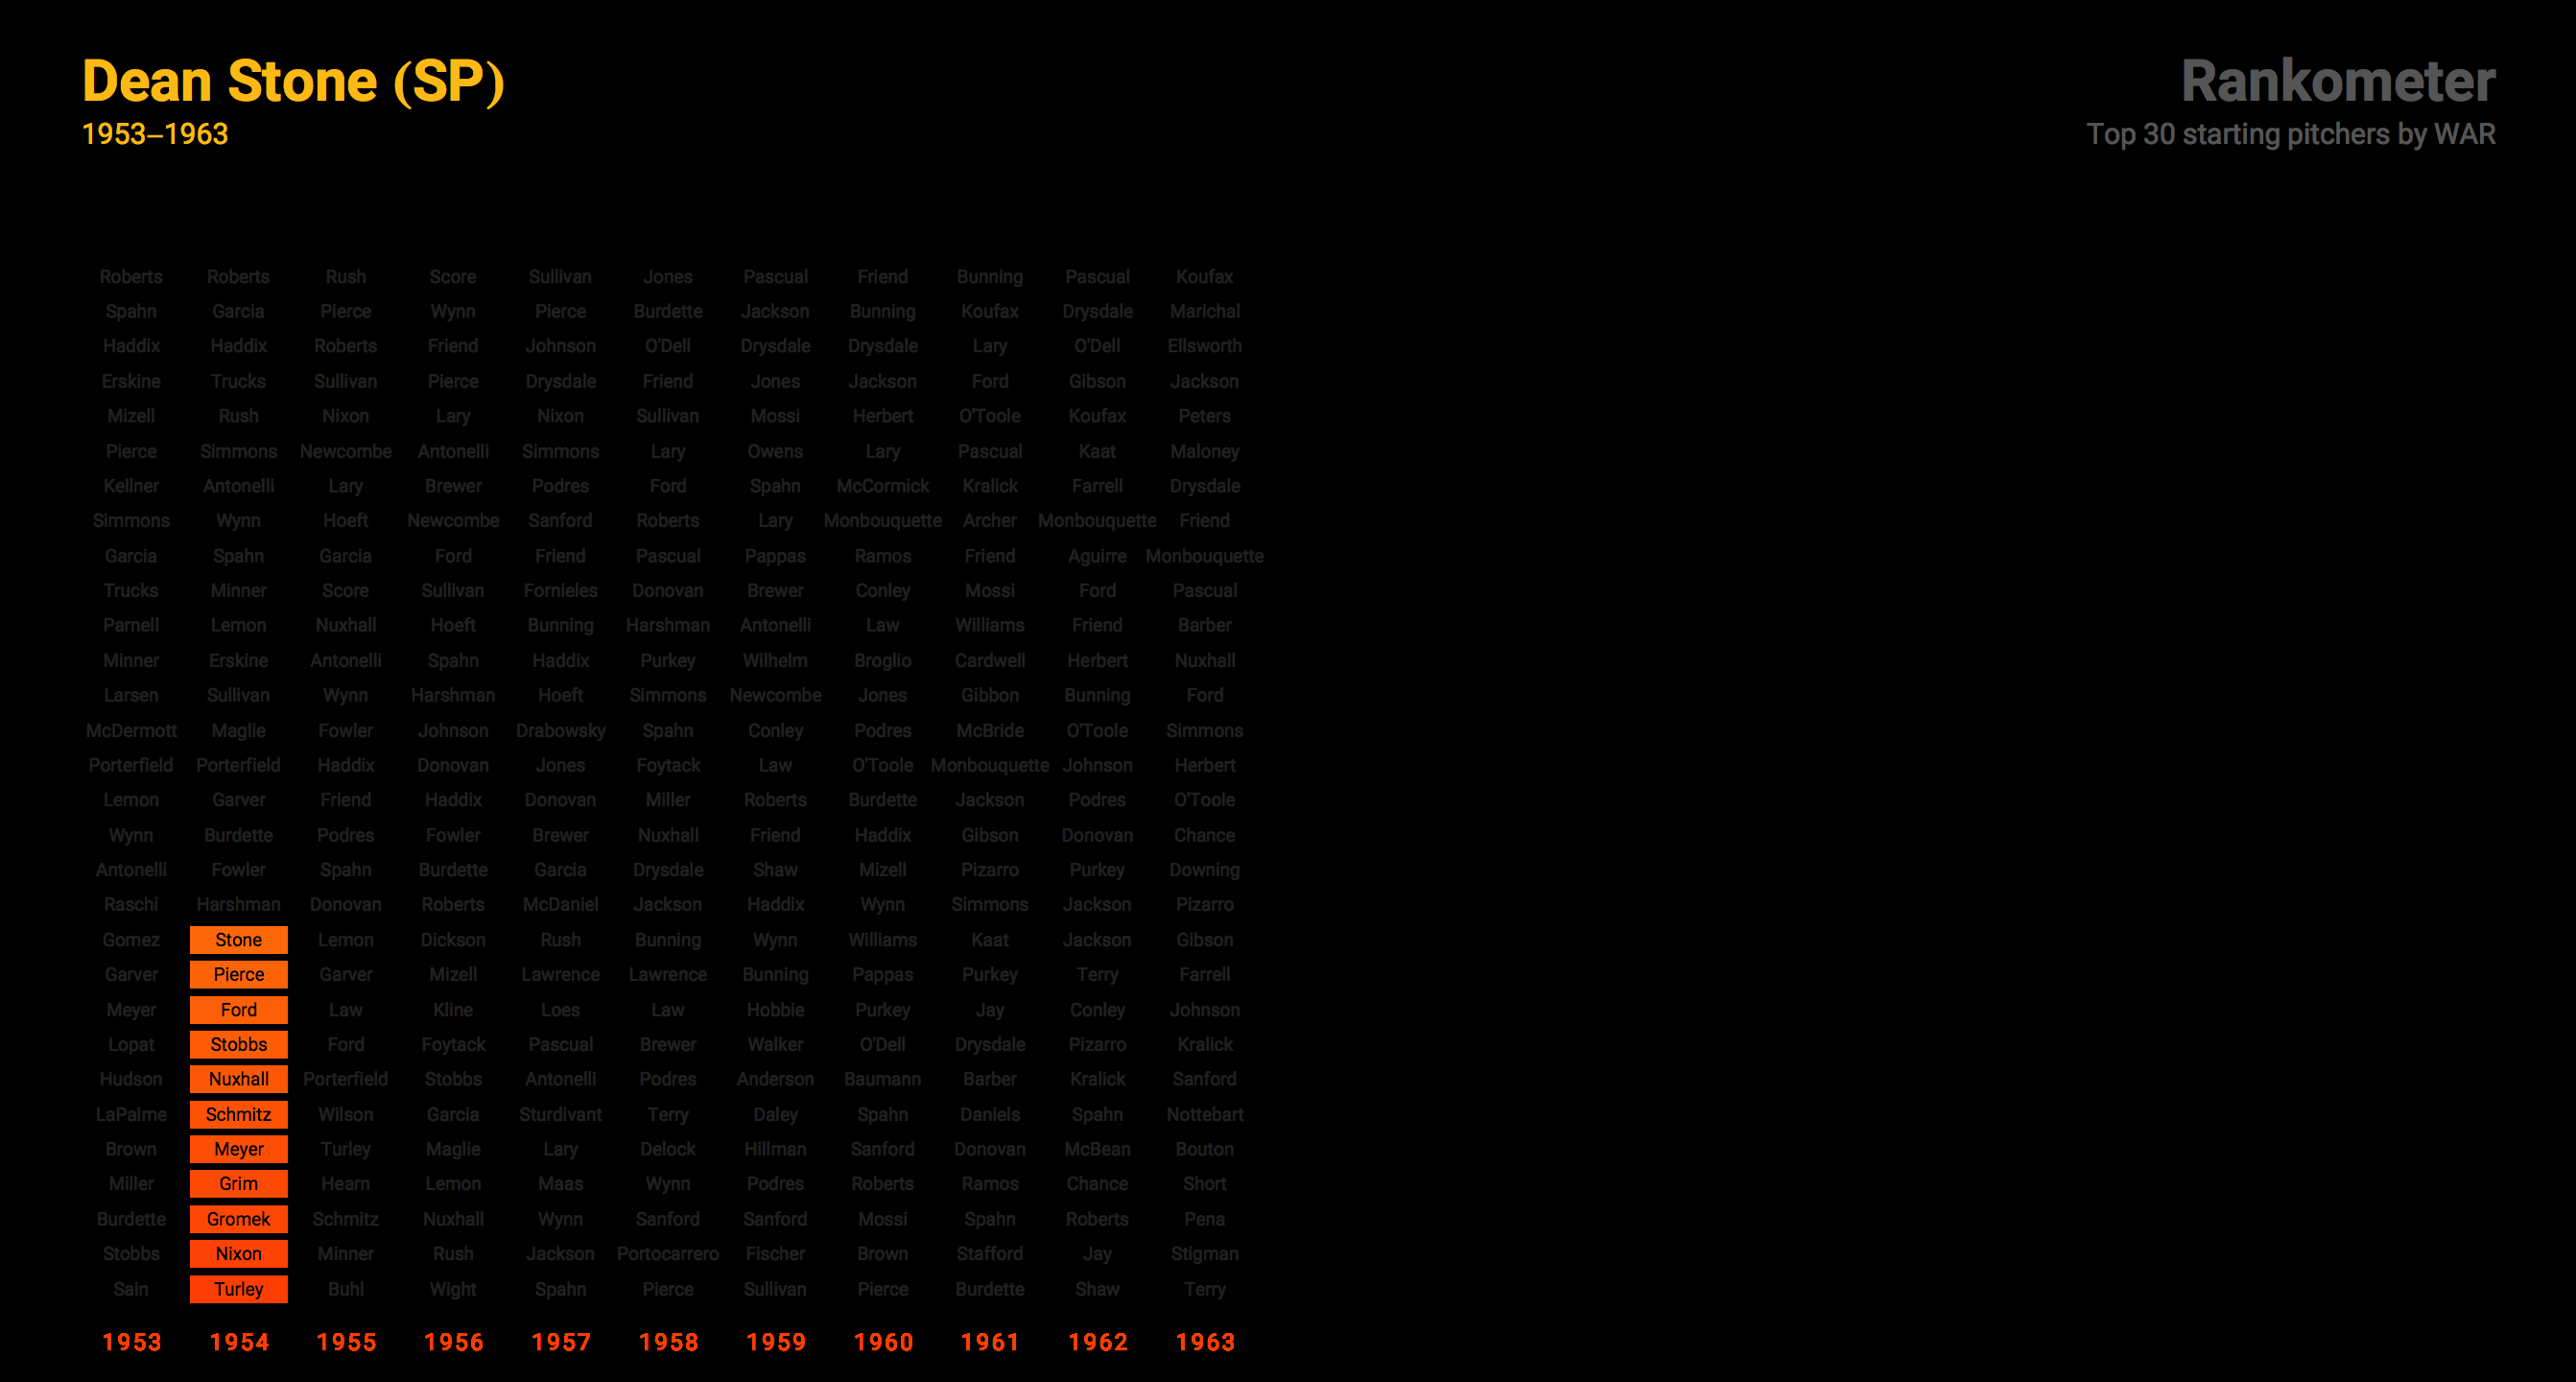 Dean Stone (SP)
1953–1963
Rankometer
Top 30 starting pitchers by WAR
Roberts Roberts Rush Score Sullivan Jones Pascual Friend Bunning Pascual Koufax
Spahn Garcia Pierce Wynn Pierce Burdette Jackson Bunning Koufax Drysdale Marichal
Haddix Haddix Roberts Friend Johnson O'Dell Drysdale Drysdale Lary O'Dell Ellsworth
Erskine Trucks Sullivan Pierce Drysdale Friend Jones Jackson Ford Gibson Jackson
Mizell Rush Nixon Lary Nixon Sullivan Mossi Herbert O'Toole Koufax Peters
Pierce Simmons Newcombe Antonelli Simmons Lary Owens Lary Pascual Kaat Maloney
Kellner Antonelli Lary Brewer Podres Ford Spahn McCormick Kralick Farrell Drysdale
Simmons Wynn Hoeft Newcombe Sanford Roberts Lary Monbouquette Archer Monbouquette Friend
Garcia Spahn Garcia Ford Friend Pascual Pappas Ramos Friend Aguirre Monbouquette
Trucks Minner Score Sullivan Fornieles Donovan Brewer Conley Mossi Ford Pascual
Parnell Lemon Nuxhall Hoeft Bunning Harshman Antonelli Law Williams Friend Barber
Minner Erskine Antonelli Spahn Haddix Purkey Wilhelm Broglio Cardwell Herbert Nuxhall
Larsen Sullivan Wynn Harshman Hoeft Simmons Newcombe Jones Gibbon Bunning Ford
McDermott Maglie Fowler Johnson Drabowsky Spahn Conley Podres McBride O'Toole Simmons
Porterfield Porterfield Haddix Donovan Jones Foytack Law O'Toole Monbouquette Johnson Herbert
Lemon Garver Friend Haddix Donovan Miller Roberts Burdette Jackson Podres O'Toole
Wynn Burdette Podres Fowler Brewer Nuxhall Friend Haddix Gibson Donovan Chance
Antonelli Fowler Spahn Burdette Garcia Drysdale Shaw Mizell Pizarro Purkey Downing
Raschi Harshman Donovan Roberts McDaniel Jackson Haddix Wynn Simmons Jackson Pizarro
Gomez Stone Lemon Dickson Rush Bunning Wynn Williams Kaat Jackson Gibson
Garver Pierce Garver Mizell Lawrence Lawrence Bunning Pappas Purkey Terry Farrell
Meyer Ford Law Kline Loes Law Hobbie Purkey Jay Conley Johnson
Lopat Stobbs Ford Foytack Pascual Brewer Walker O'Dell Drysdale Pizarro Kralick
Hudson Nuxhall Porterfield Stobbs Antonelli Podres Anderson Baumann Barber Kralick Sanford
LaPalme Schmitz Wilson Garcia Sturdivant Terry Daley Spahn Daniels Spahn Nottebart
Brown Meyer Turley Maglie Lary Delock Hillman Sanford Donovan McBean Bouton
Miller Grim Hearn Lemon Maas Wynn Podres Roberts Ramos Chance Short
Burdette Gromek Schmitz Nuxhall Wynn Sanford Sanford Mossi Spahn Roberts Pena
Stobbs Nixon Minner Rush Jackson Portocarrero Fischer Brown Stafford Jay Stigman
Sain Turley Buhl Wight Spahn Pierce Sullivan Pierce Burdette Shaw Terry
1953 1954 1955 1956 1957 1958 1959 1960 1961 1962 1963